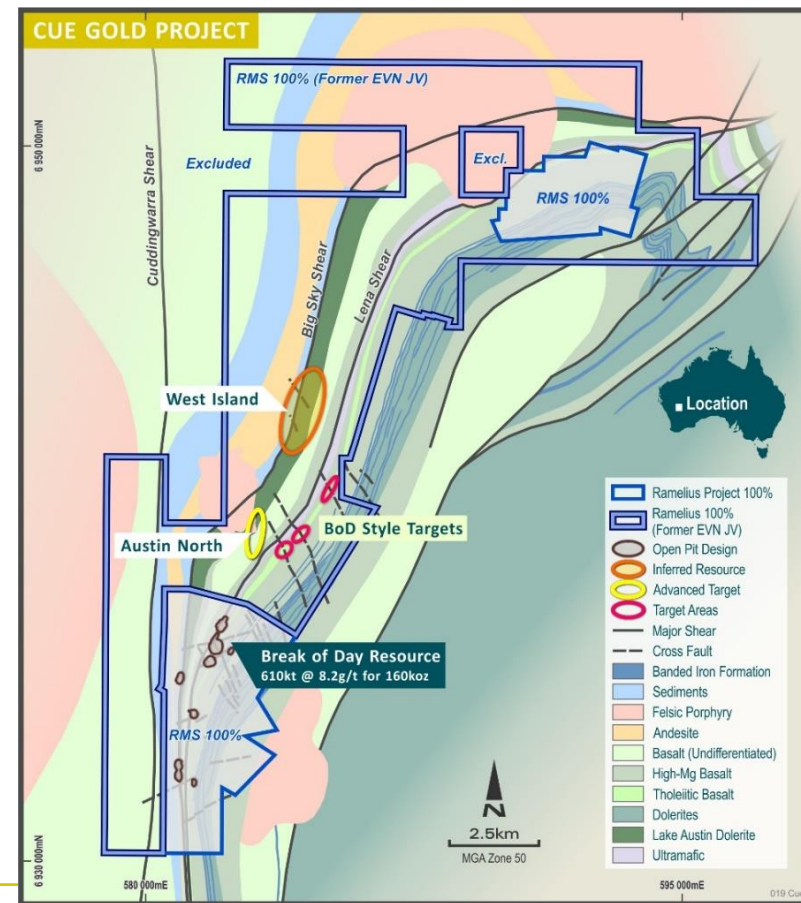 CUE GOLD PROJECT
RMS 100% (Former EVN JV)
6 950 000mN
Cuddingwarra Shear
Excluded
Excl.
RMS 100%
Big Sky Shear
Lena Shear
West Island
Location
Austin North
BoD Style Targets
Break of Day Resource
610kt @ 8.2g/t for 160koz
RMS 100%
N
2.5km
MGA Zone 50
Ramelius Project 100%
Ramelius 100%
(Former EVN JV)
Open Pit Design
Inferred Resource
Advanced Target
Target Areas
Major Shear
Cross Fault
Banded Iron Formation
Sediments
Felsic Porphyry
Andesite
Basalt (Undifferentiated)
High-Mg Basalt
Tholeiitic Basalt
Dolerites
Lake Austin Dolerite
Ultramafic
6 930 000mN
580 000mE
595 000mE